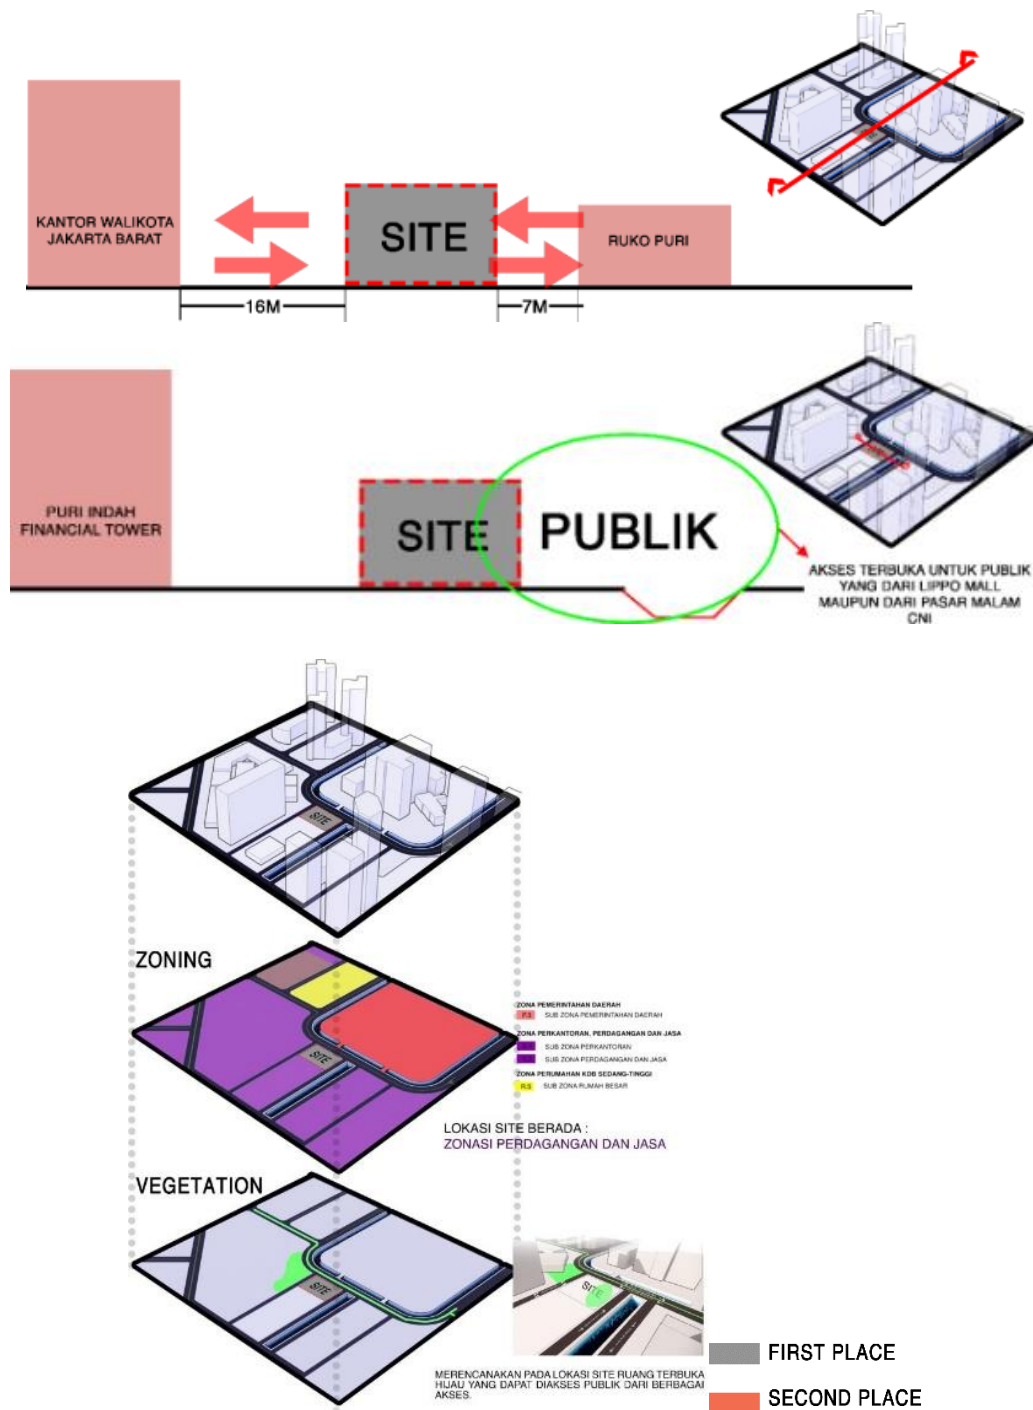 KANTOR WALIKOTA
JAKARTA BARAT
SITE
RUKO PURI
16M
7M
SITE
PURI INDAH
FINANCIAL TOWER
SITE
PUBLIK
AKSES TERBUKA UNTUK PUBLIK
YANG DARI LIPPO MALL
MAUPUN DARI PASAR MALAM
CNI
SITE
ZONING
SITE
ZONA PEMERINTAHAN DAERAH
P.3 SUB ZONA PEMERINTAHAN DAERAH
ZONA PERKANTORAN, PERDAGANGAN DAN JASA
SUB ZONA PERKANTORAN
SUB ZONA PERDAGANGAN DAN JASA
ZONA PERUMAHAN KDB SEDANG-TINGGI
R.5 SUB ZONA RUMAH BESAR
LOKASI SITE BERADA :
ZONASI PERDAGANGAN DAN JASA
VEGETATION
SITE
SITE
MERENCANAKAN PADA LOKASI SITE RUANG TERBUKA
HIJAU YANG DAPAT DIAKSES PUBLIK DARI BERBAGAI
AKSES.
FIRST PLACE
SECOND PLACE